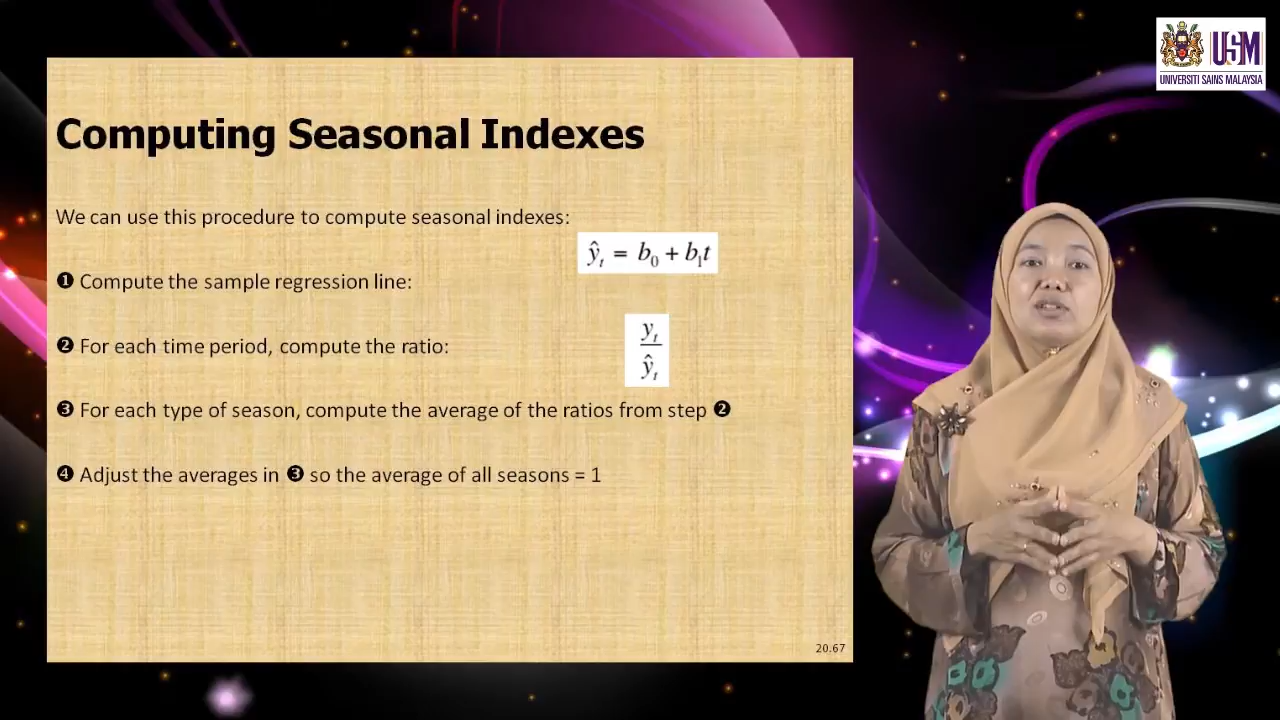 USM
UNIVERSITI SAINS MALAYSIA
Computing Seasonal Indexes
We can use this procedure to compute seasonal indexes:
ŷₜ = b₀ + b₁t
❶ Compute the sample regression line:
❷ For each time period, compute the ratio:
yₜ
ŷₜ
❸ For each type of season, compute the average of the ratios from step ❷
❹ Adjust the averages in ❸ so the average of all seasons = 1
20.67